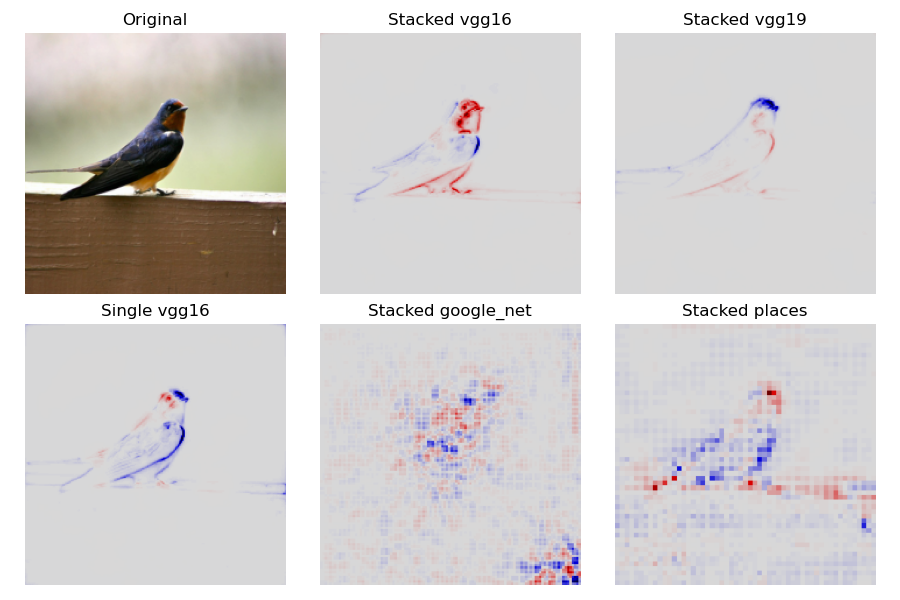 Original
Stacked vgg16
Stacked vgg19
Single vgg16
Stacked google_net
Stacked places